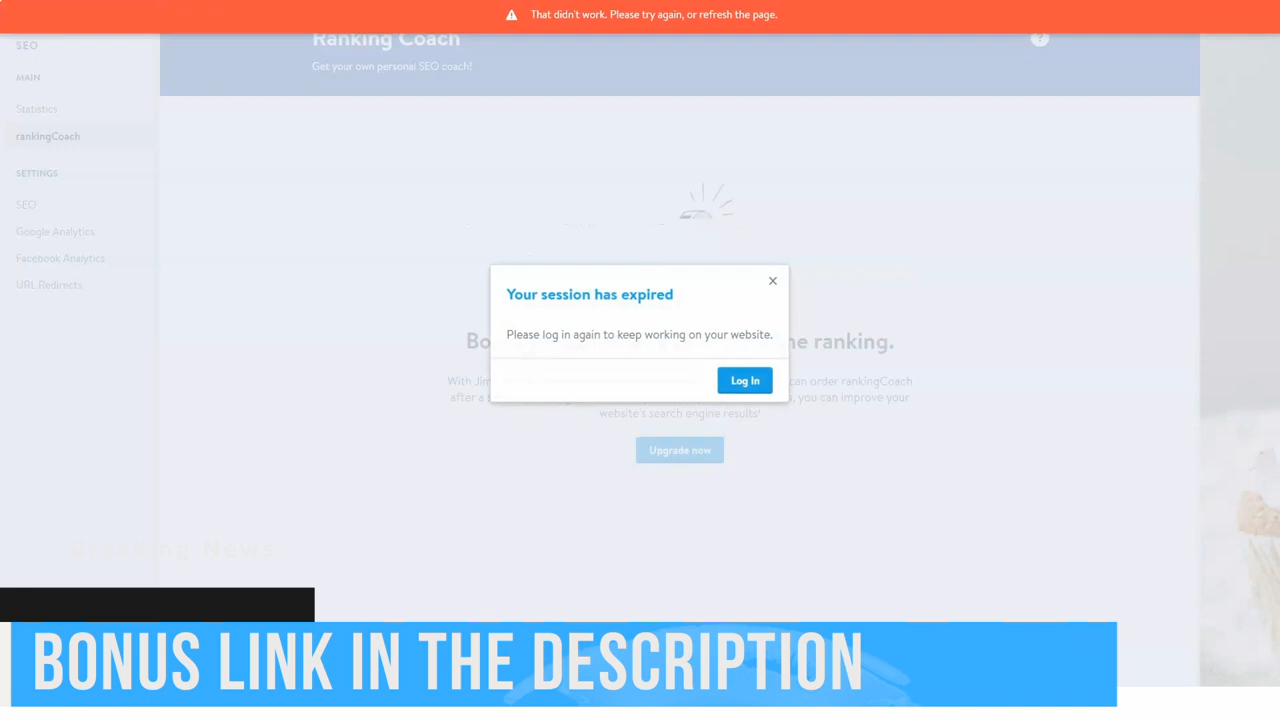 That didn't work. Please try again, or refresh the page.
SEO
Ranking Coach
?
Get your own personal SEO coach!
MAIN
Statistics
rankingCoach
SETTINGS
SEO
Google Analytics
Facebook Analytics
URL Redirects
Your session has expired
Please log in again to keep working on your website.
ranking.
Log In
With
can order rankingCoach
after a
you can improve your
website's search engine results!
Upgrade now
Breaking News
BONUS LINK IN THE DESCRIPTION